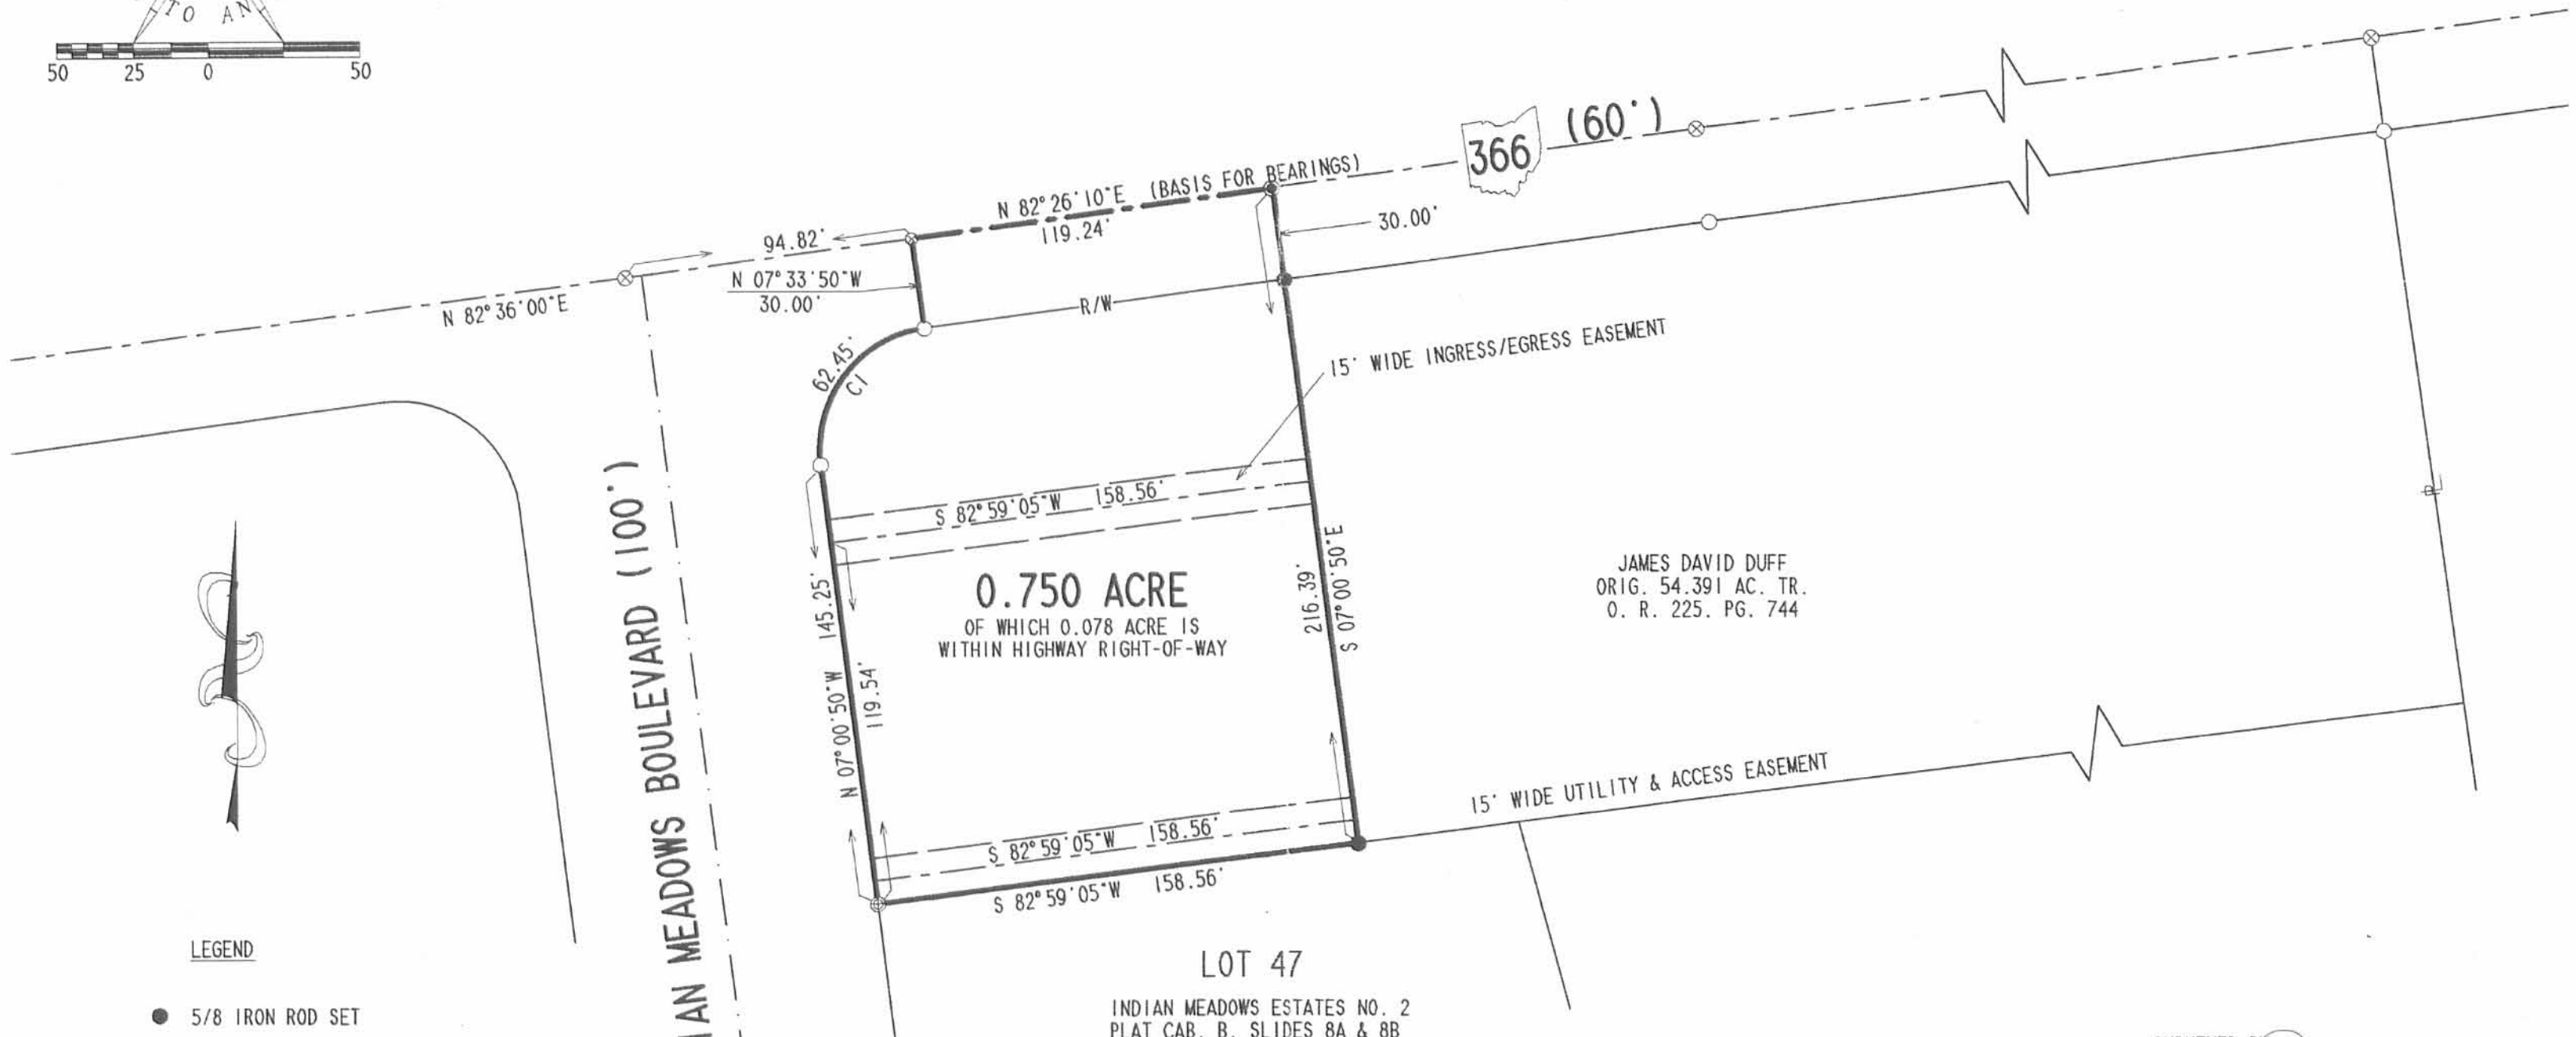 TO AN
50 25 0 50
366 (60')
N 82°26'10"E (BASIS FOR BEARINGS)
119.24'
94.82'
30.00'
N 07°33'50"W
30.00'
N 82°36'00"E
R/W
62.45'
C1
15' WIDE INGRESS/EGRESS EASEMENT
S 82°59'05"W 158.56'
0.750 ACRE
OF WHICH 0.078 ACRE IS
WITHIN HIGHWAY RIGHT-OF-WAY
N 07°00'50"W 145.25'
119.54'
216.39'
S 07°00'50"E
JAMES DAVID DUFF
ORIG. 54.391 AC. TR.
O. R. 225. PG. 744
IAN MEADOWS BOULEVARD (100')
15' WIDE UTILITY & ACCESS EASEMENT
S 82°59'05"W 158.56'
S 82°59'05"W 158.56'
LEGEND
5/8 IRON ROD SET
LOT 47
INDIAN MEADOWS ESTATES NO. 2
PLAT CAB. B. SLIDES 8A & 8B